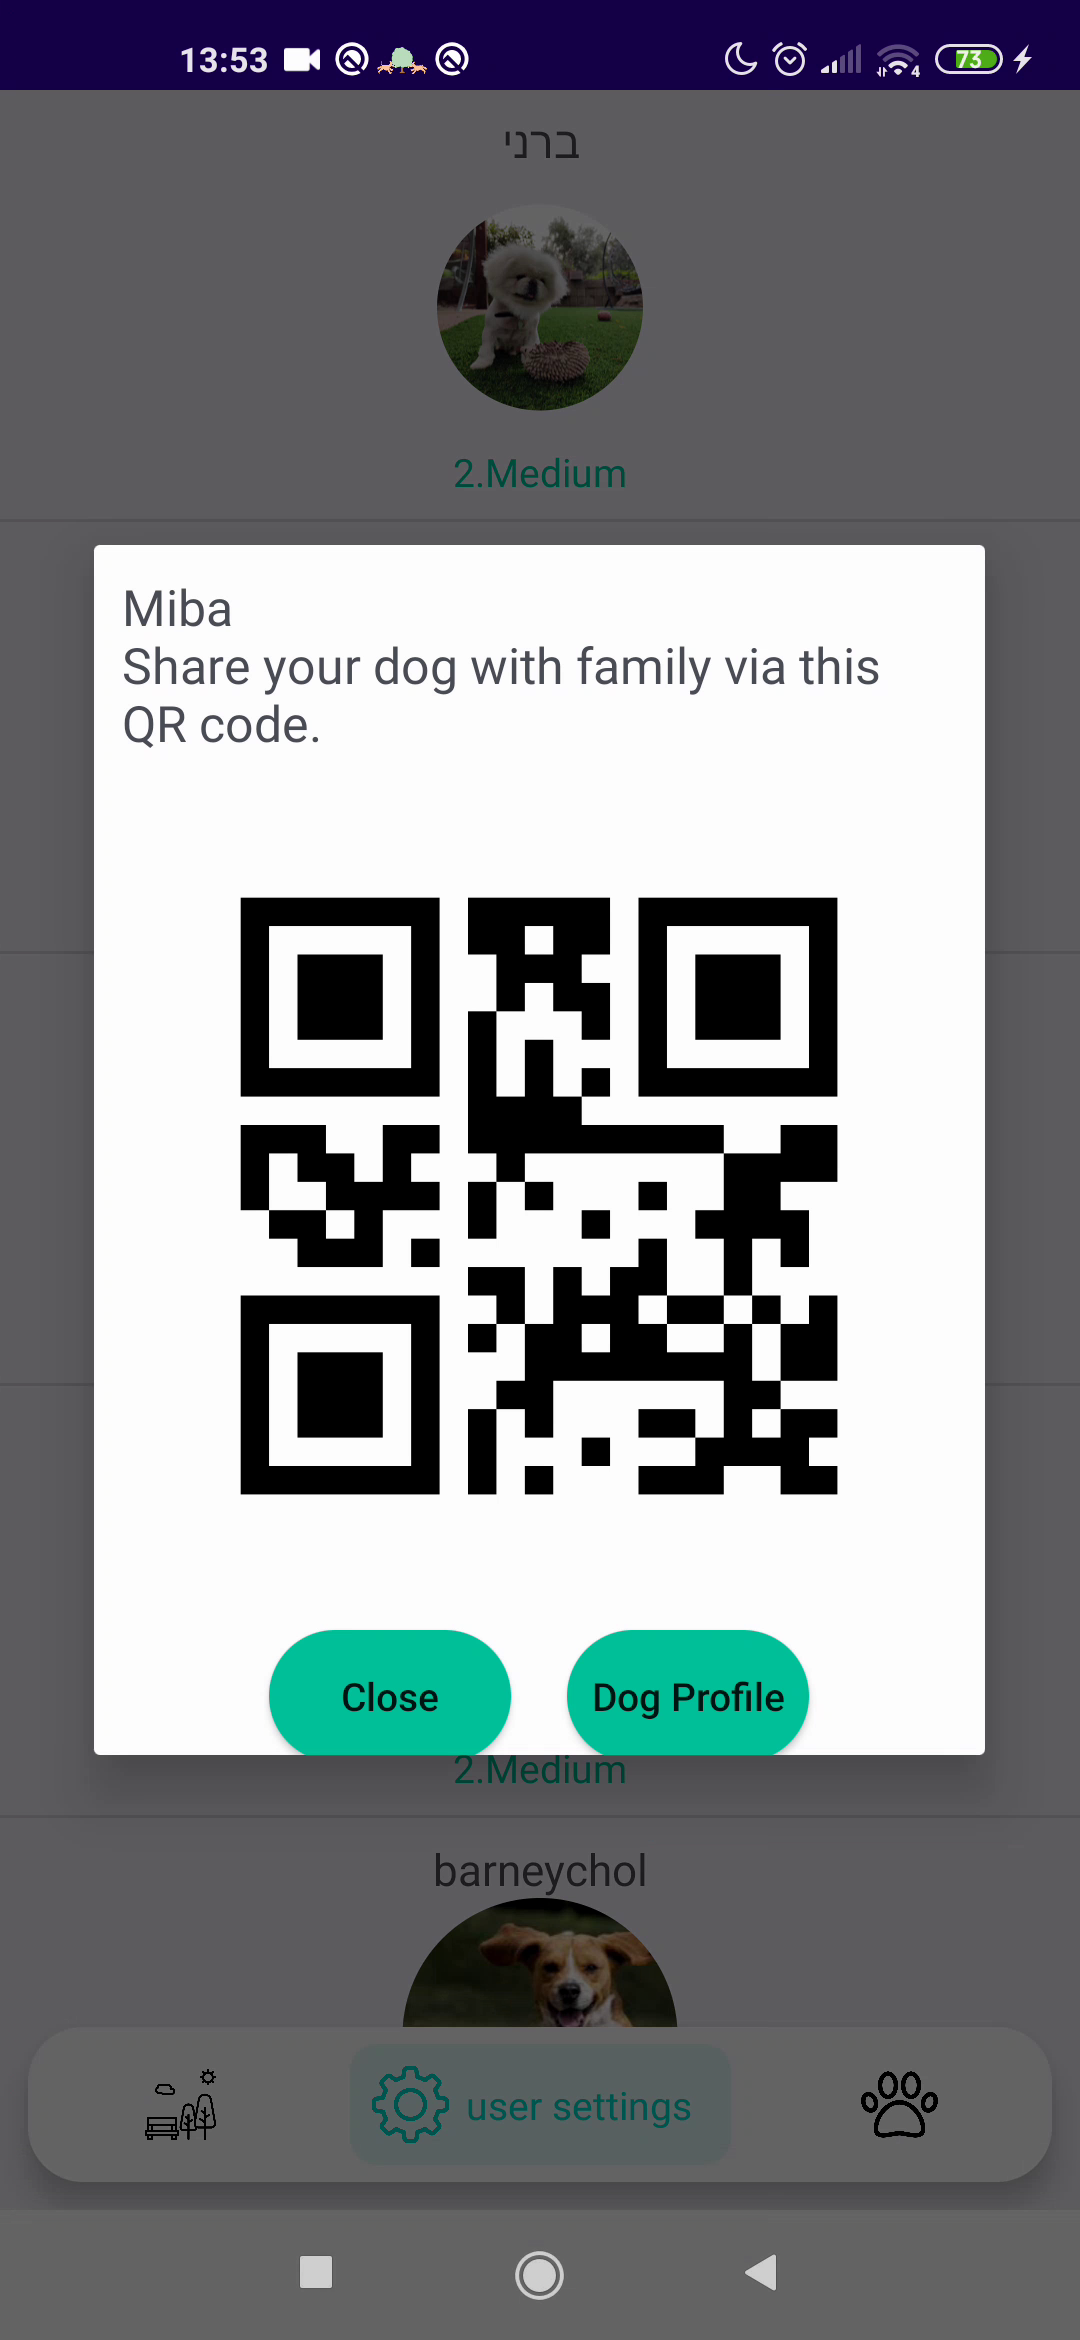 13:53
73
4
ברני
2.Medium
Miba
Share your dog with family via this
QR code.
Close
Dog Profile
2.Medium
barneychol
user settings